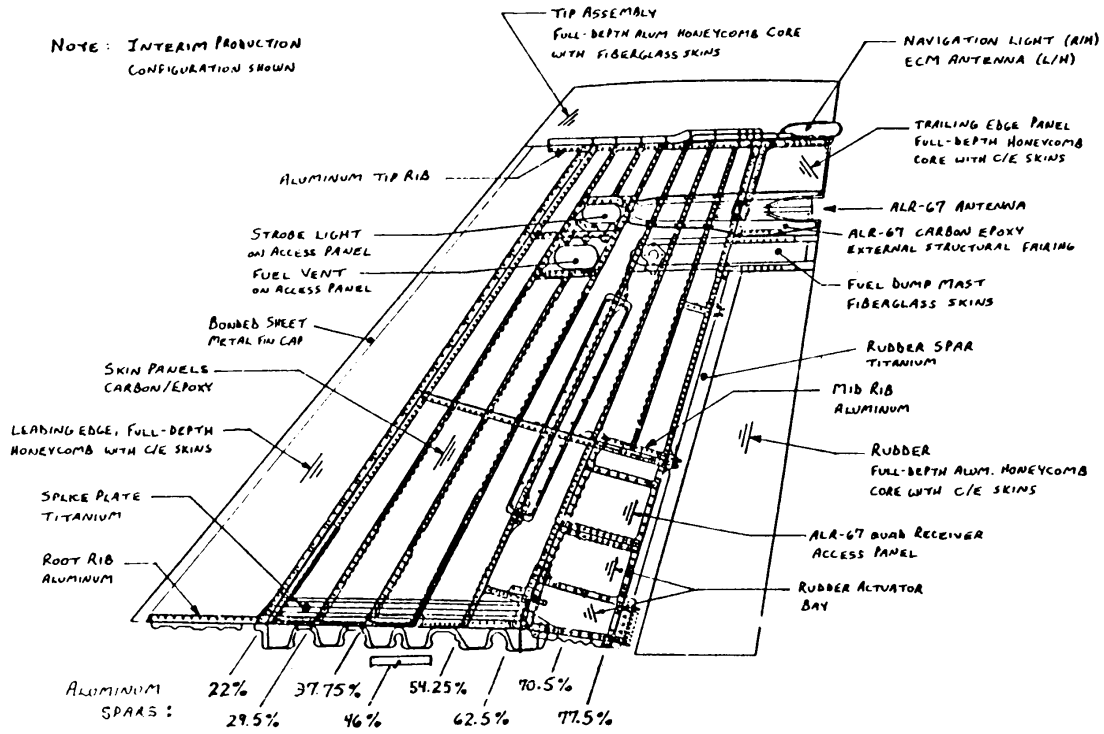 NOTE: INTERIM PRODUCTION
CONFIGURATION SHOWN
TIP ASSEMBLY
FULL-DEPTH ALUM HONEYCOMB CORE
WITH FIBERGLASS SKINS
NAVIGATION LIGHT (R/H)
ECM ANTENNA (L/H)
TRAILING EDGE PANEL
FULL-DEPTH HONEYCOMB
CORE WITH C/E SKINS
ALUMINUM TIP RIB
ALR-67 ANTENNA
STROBE LIGHT
ON ACCESS PANEL
ALR-67 CARBON EPOXY
EXTERNAL STRUCTURAL FAIRING
FUEL VENT
ON ACCESS PANEL
FUEL DUMP MAST
FIBERGLASS SKINS
BONDED SHEET
METAL FIN CAP
RUDDER SPAR
TITANIUM
SKIN PANELS
CARBON/EPOXY
MID RIB
ALUMINUM
LEADING EDGE, FULL-DEPTH
HONEYCOMB WITH C/E SKINS
RUDDER
FULL-DEPTH ALUM. HONEYCOMB
CORE WITH C/E SKINS
SPLICE PLATE
TITANIUM
ALR-67 QUAD RECEIVER
ACCESS PANEL
ROOT RIB
ALUMINUM
RUDDER ACTUATOR
BAY
ALUMINUM
SPARS:
22%
29.5%
37.75%
46%
54.25%
62.5%
70.5%
77.5%